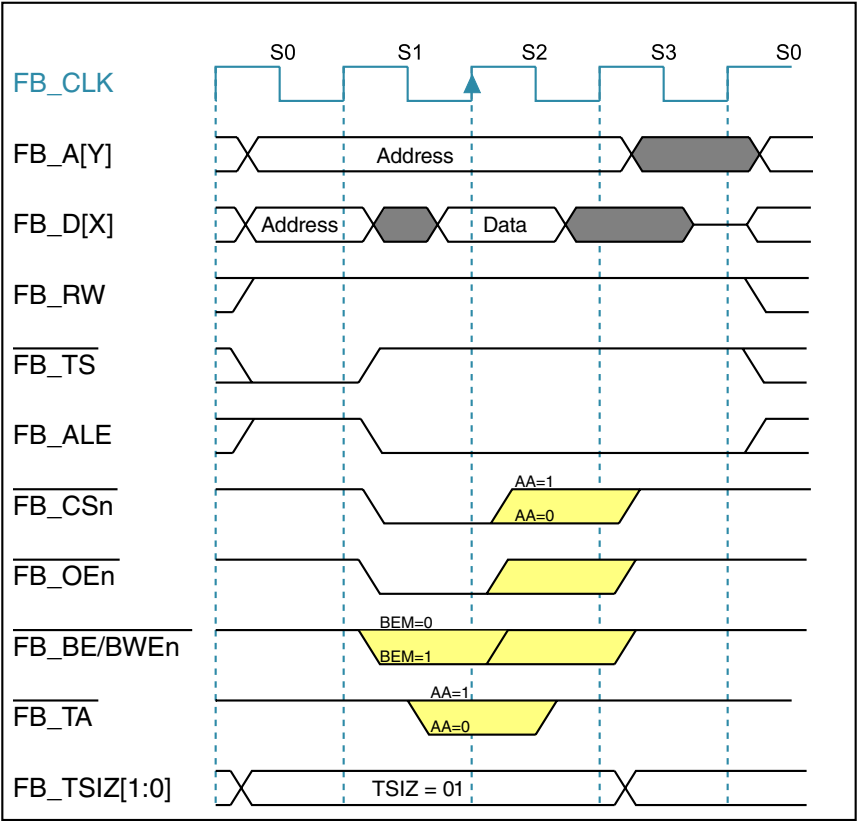 S0 S1 S2 S3 S0
FB_CLK
FB_A[Y] Address
FB_D[X] Address Data
FB_RW
FB_TS
FB_ALE
AA=1
FB_CSn
AA=0
FB_OEn
BEM=0
FB_BE/BWEn
BEM=1
AA=1
FB_TA
AA=0
FB_TSIZ[1:0] TSIZ = 01